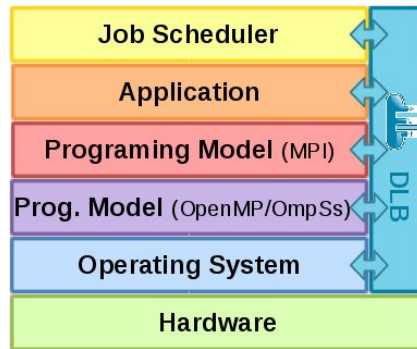 Job Scheduler
Application
Programing Model (MPI)
Prog. Model (OpenMP/OmpSs)
Operating System
Hardware
DLB